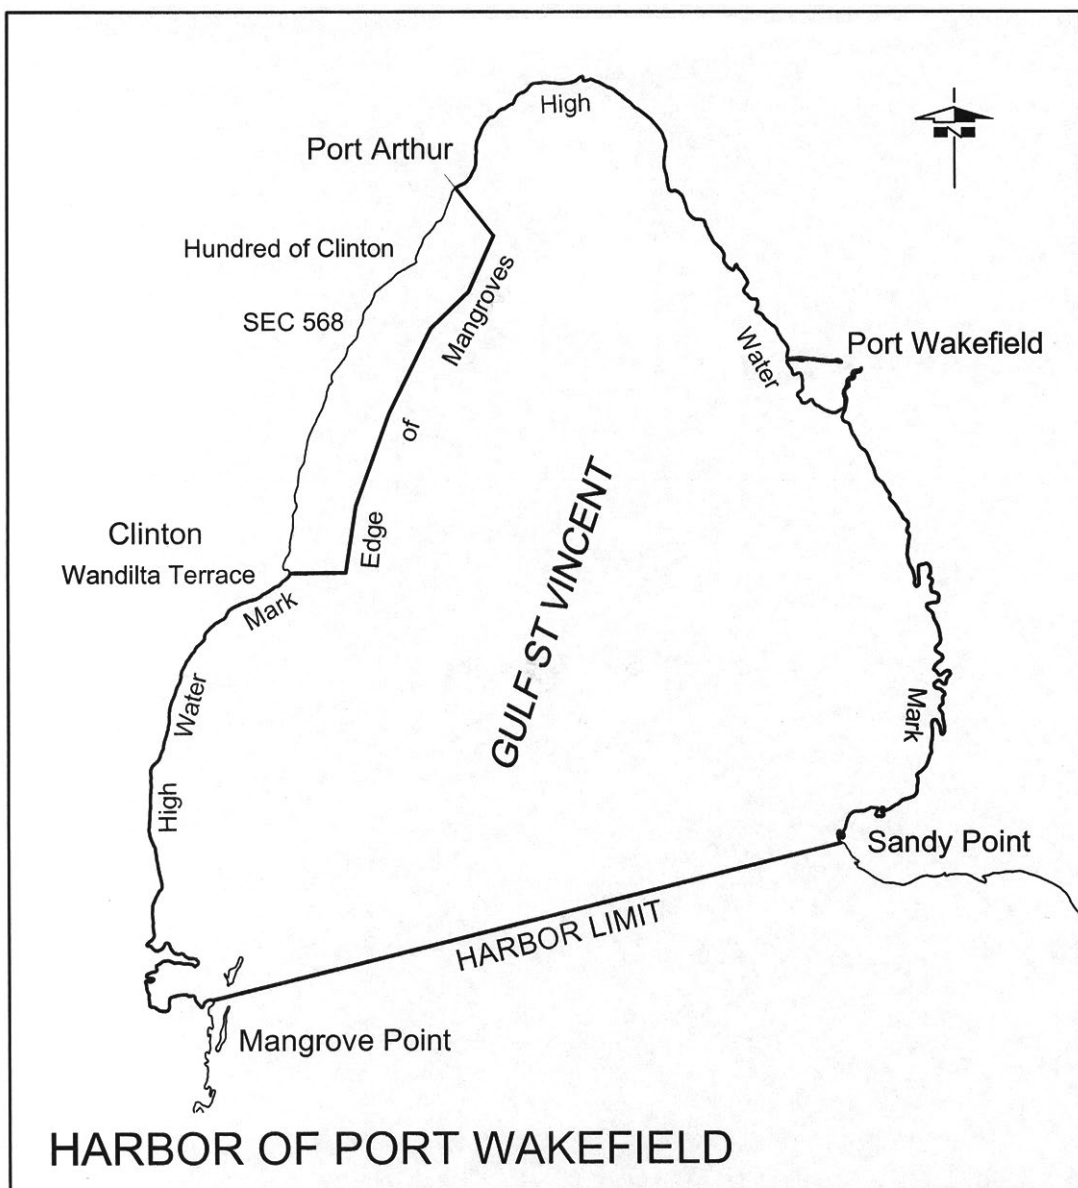 High
Port Arthur
N
Hundred of Clinton
Mangroves
SEC 568
Water
Port Wakefield
of
GULF ST VINCENT
Edge
Clinton
Wandilta Terrace
Mark
Water
Mark
High
Sandy Point
HARBOR LIMIT
Mangrove Point
HARBOR OF PORT WAKEFIELD